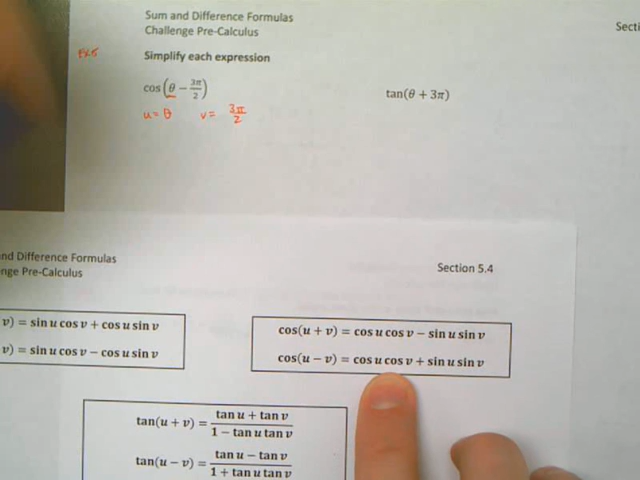 Sum and Difference Formulas
Challenge Pre-Calculus
Secti
Ex5
Simplify each expression
cos(θ − 3π/2)
tan(θ + 3π)
u = θ v = 3π/2
nd Difference Formulas
nge Pre-Calculus
Section 5.4
v) = sin u cos v + cos u sin v
v) = sin u cos v − cos u sin v
cos(u + v) = cos u cos v − sin u sin v
cos(u − v) = cos u cos v + sin u sin v
tan(u + v) = (tan u + tan v)/(1 − tan u tan v)
tan(u − v) = (tan u − tan v)/(1 + tan u tan v)